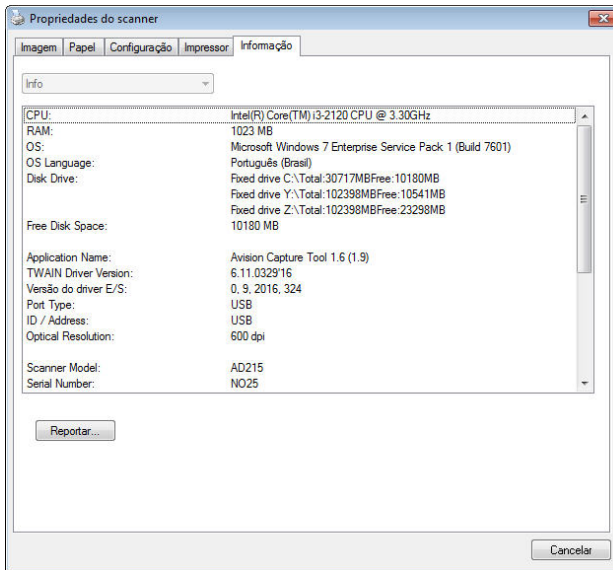 Propriedades do scanner
Imagem Papel Configuração Impressor Informação
Info
CPU: Intel(R) Core(TM) i3-2120 CPU @ 3.30GHz
RAM: 1023 MB
OS: Microsoft Windows 7 Enterprise Service Pack 1 (Build 7601)
OS Language: Português (Brasil)
Disk Drive: Fixed drive C:\Total:30717MBFree:10180MB
Fixed drive Y:\Total:102398MBFree:10541MB
Fixed drive Z:\Total:102398MBFree:23298MB
Free Disk Space: 10180 MB
Application Name: Avision Capture Tool 1.6 (1.9)
TWAIN Driver Version: 6.11.0329'16
Versão do driver E/S: 0, 9, 2016, 324
Port Type: USB
ID / Address: USB
Optical Resolution: 600 dpi
Scanner Model: AD215
Serial Number: NO25
Reportar...
Cancelar